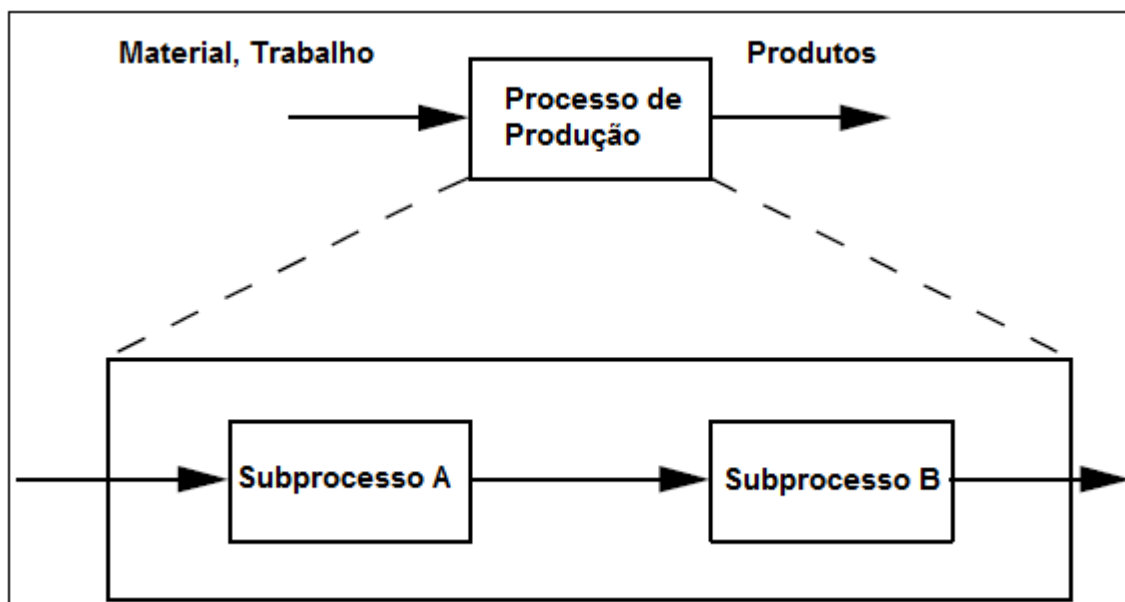 Material, Trabalho
Produtos
Processo de
Produção
Subprocesso A
Subprocesso B